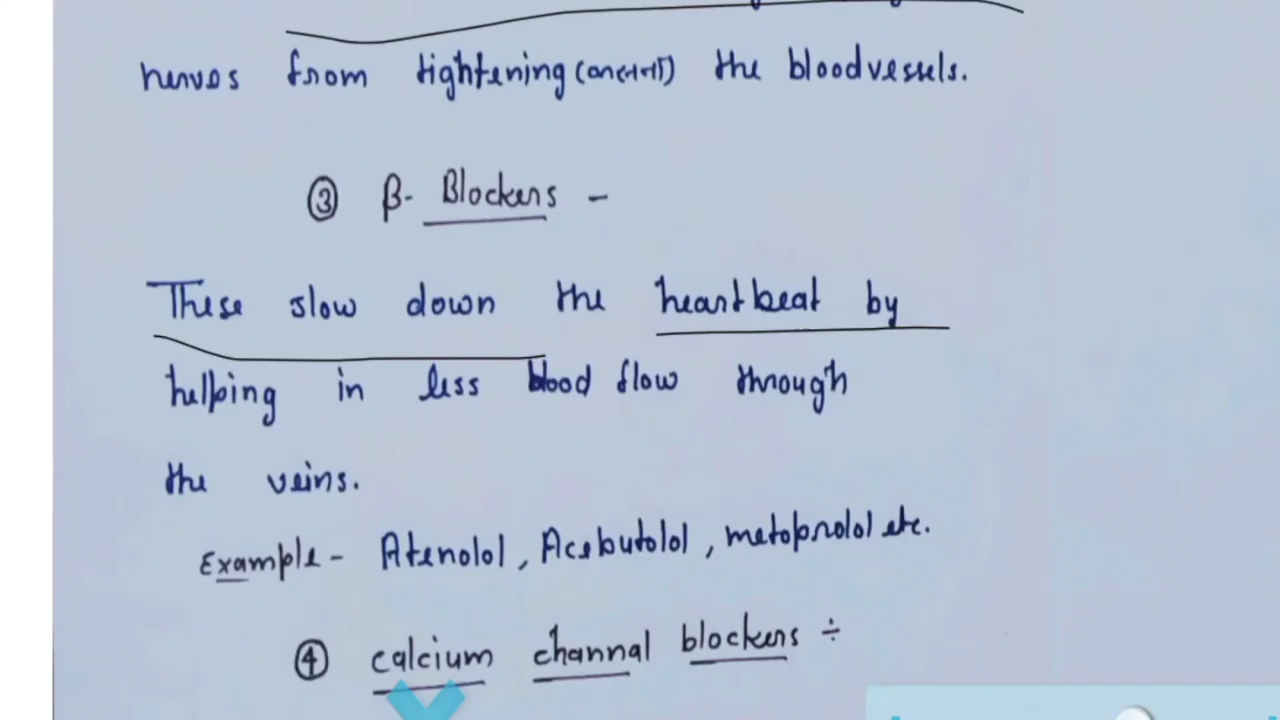 nerves from tightening ( ) the bloodvessels.
③ β- Blockers -
These slow down the heartbeat by
helping in less blood flow through
the veins.
Example - Atenolol, Acebutolol, metoprolol etc.
④ calcium channal blockers ÷